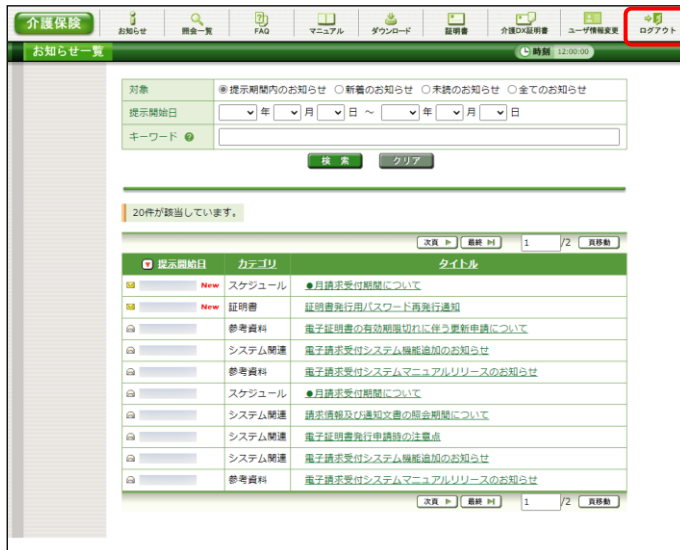 介護保険
お知らせ 照会一覧 FAQ マニュアル ダウンロード 証明書 介護DX証明書 ユーザ情報変更 ログアウト
お知らせ一覧 時刻 12:00:00
対象 提示期間内のお知らせ 新着のお知らせ 未読のお知らせ 全てのお知らせ
提示開始日 年 月 日 ～ 年 月 日
キーワード ?
検索 クリア
20件が該当しています。
次頁 最終 1 /2 頁移動
提示開始日 カテゴリ タイトル
New スケジュール ●月請求受付期間について
New 証明書 証明書発行用パスワード再発行通知
参考資料 電子証明書の有効期限切れに伴う更新申請について
システム関連 電子請求受付システム機能追加のお知らせ
参考資料 電子請求受付システムマニュアルリリースのお知らせ
スケジュール ●月請求受付期間について
システム関連 請求情報及び通知文書の照会期間について
システム関連 電子証明書発行申請時の注意点
システム関連 電子請求受付システム機能追加のお知らせ
参考資料 電子請求受付システムマニュアルリリースのお知らせ
次頁 最終 1 /2 頁移動